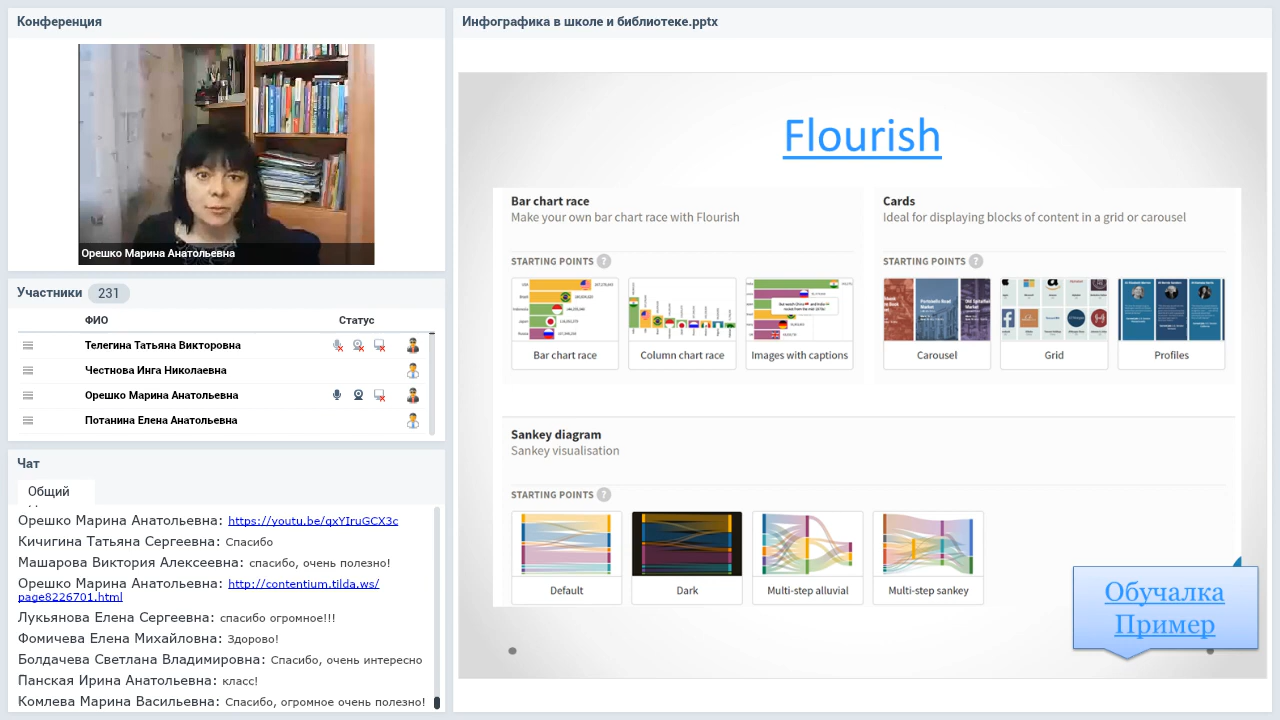 Конференция
Орешко Марина Анатольевна
Участники 231
ФИО Статус
Телегина Татьяна Викторовна
Честнова Инга Николаевна
Орешко Марина Анатольевна
Потанина Елена Анатольевна
Чат
Общий
Орешко Марина Анатольевна: https://youtu.be/qxYIruGCX3c
Кичигина Татьяна Сергеевна: Спасибо
Машарова Виктория Алексеевна: спасибо, очень полезно!
Орешко Марина Анатольевна: http://contentium.tilda.ws/
page8226701.html
Лукьянова Елена Сергеевна: спасибо огромное!!!
Фомичева Елена Михайловна: Здорово!
Болдачева Светлана Владимировна: Спасибо, очень интересно
Панская Ирина Анатольевна: класс!
Комлева Марина Васильевна: Спасибо, огромное очень полезно!
Инфографика в школе и библиотеке.pptx
Flourish
Bar chart race
Make your own bar chart race with Flourish
STARTING POINTS ?
Bar chart race
Column chart race
Images with captions
Cards
Ideal for displaying blocks of content in a grid or carousel
STARTING POINTS ?
Carousel
Grid
Profiles
Sankey diagram
Sankey visualisation
STARTING POINTS ?
Default
Dark
Multi-step alluvial
Multi-step sankey
Обучалка
Пример